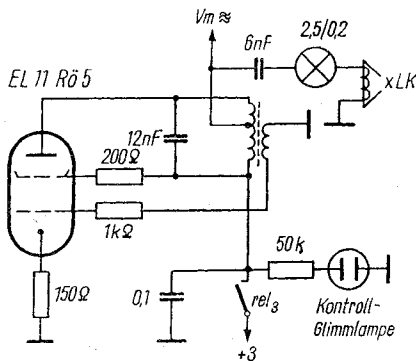 Vm ≈
6nF
2,5/0,2
EL 11 Rö 5
xLK
12nF
200Ω
1kΩ
50k
150Ω
0,1
rel₃
Kontroll-
Glimmlampe
+3